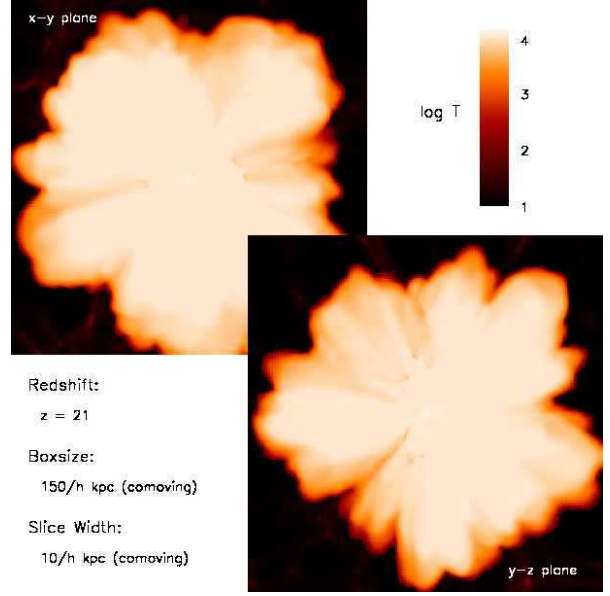 x-y plane
log T
4
3
2
1
Redshift:
z = 21
Boxsize:
150/h kpc (comoving)
Slice Width:
10/h kpc (comoving)
y-z plane